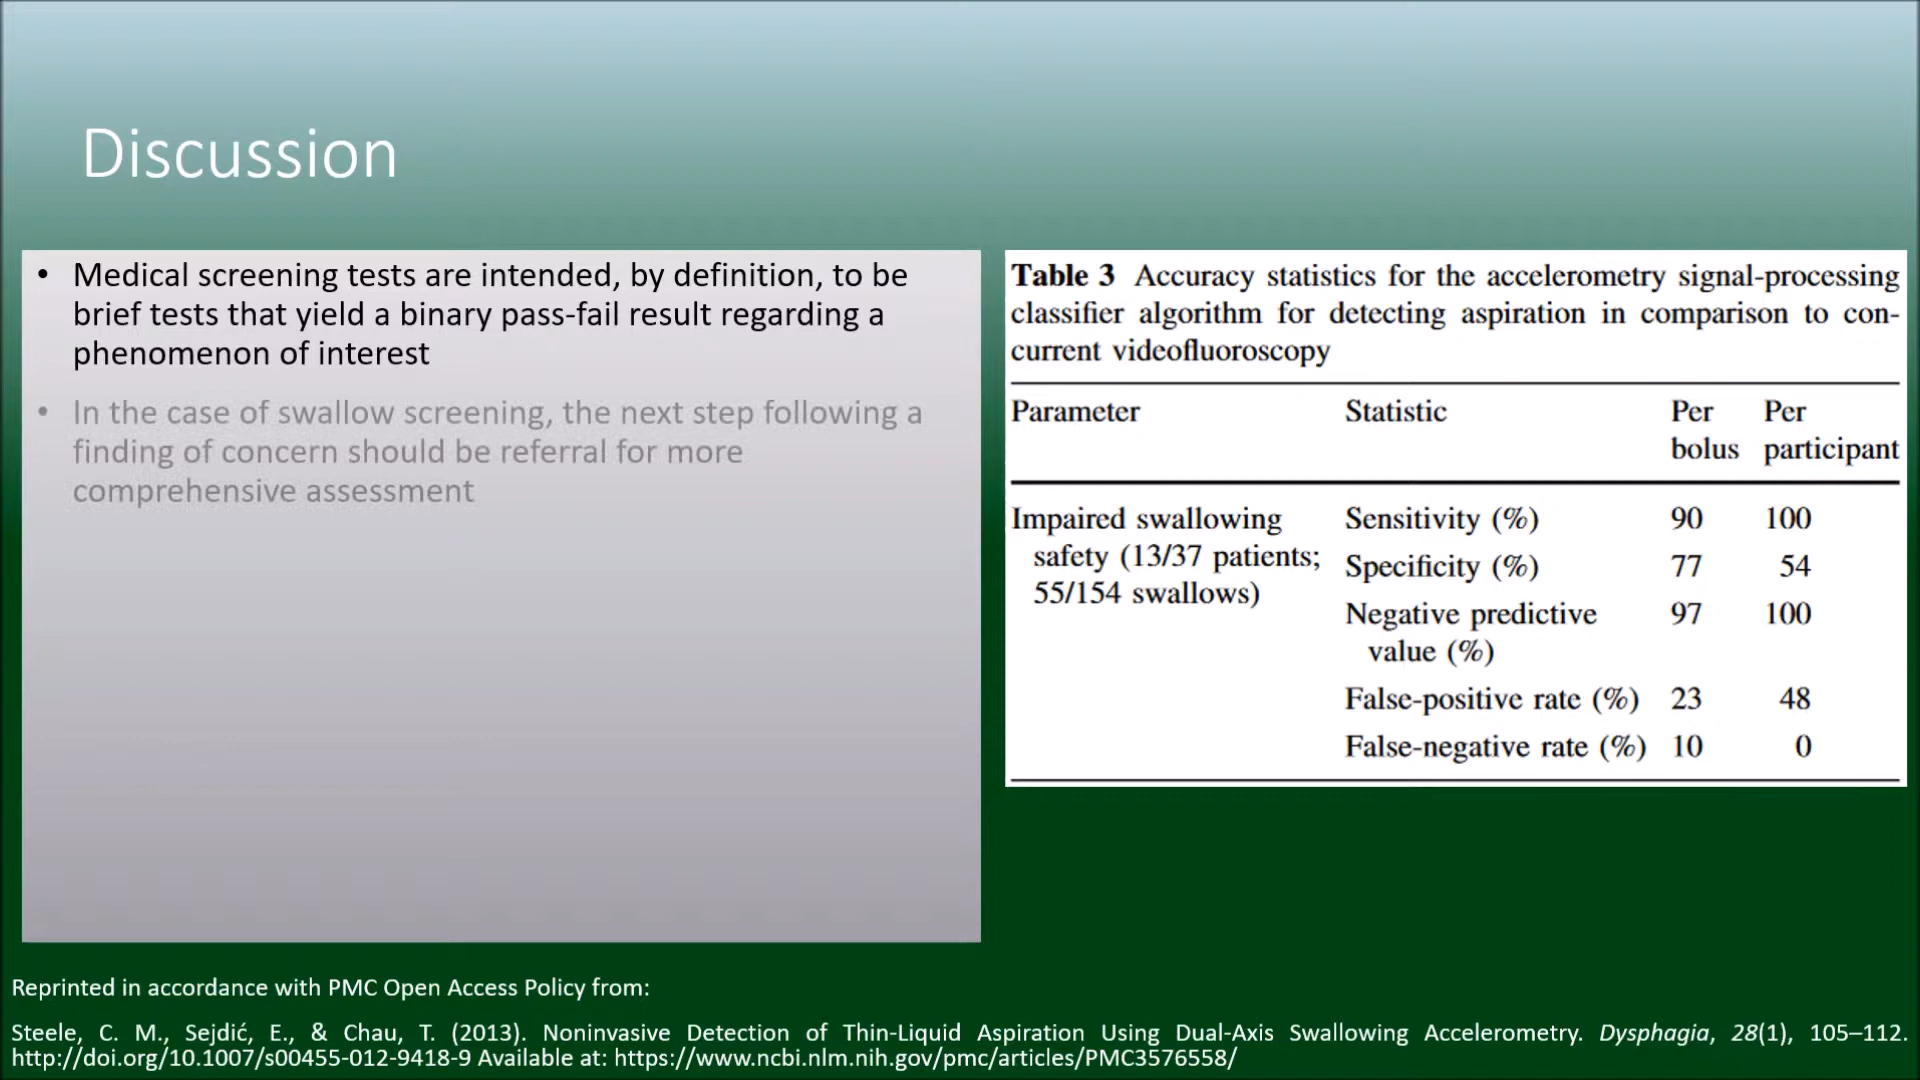 Discussion
• Medical screening tests are intended, by definition, to be
brief tests that yield a binary pass-fail result regarding a
phenomenon of interest
• In the case of swallow screening, the next step following a
finding of concern should be referral for more
comprehensive assessment
Table 3 Accuracy statistics for the accelerometry signal-processing
classifier algorithm for detecting aspiration in comparison to con-
current videofluoroscopy
Parameter Statistic Per Per
bolus participant
Impaired swallowing Sensitivity (%) 90 100
safety (13/37 patients; Specificity (%) 77 54
55/154 swallows) Negative predictive 97 100
value (%)
False-positive rate (%) 23 48
False-negative rate (%) 10 0
Reprinted in accordance with PMC Open Access Policy from:
Steele, C. M., Sejdić, E., & Chau, T. (2013). Noninvasive Detection of Thin-Liquid Aspiration Using Dual-Axis Swallowing Accelerometry. Dysphagia, 28(1), 105–112.
http://doi.org/10.1007/s00455-012-9418-9 Available at: https://www.ncbi.nlm.nih.gov/pmc/articles/PMC3576558/